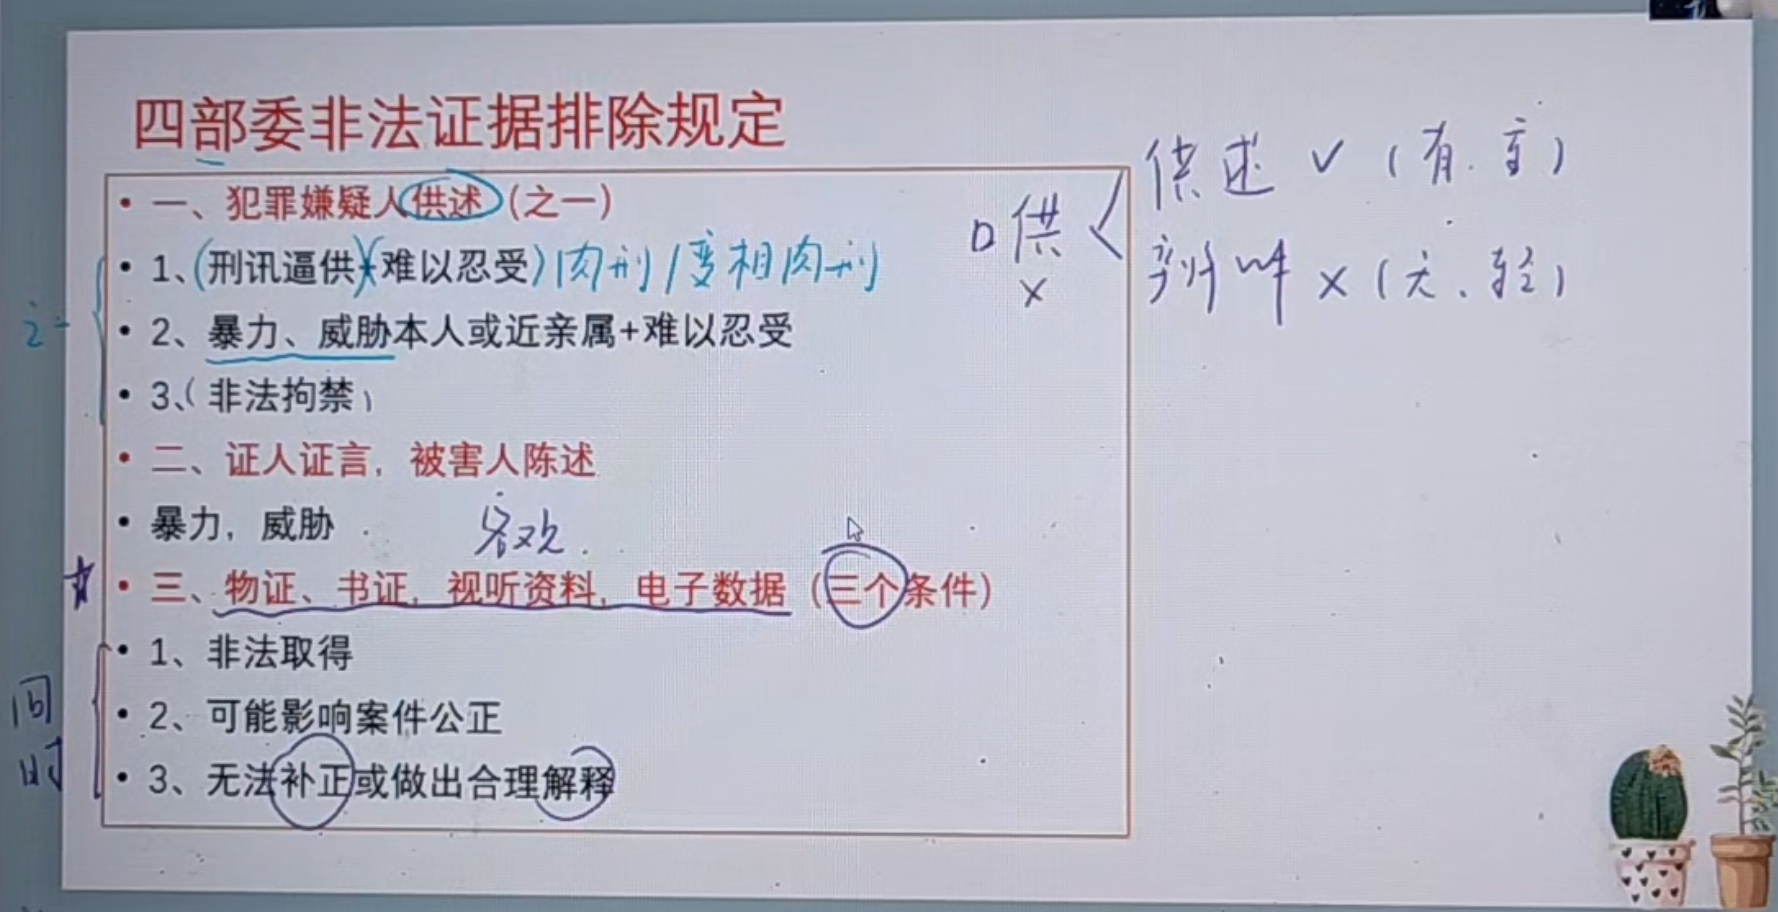 四部委非法证据排除规定
• 一、犯罪嫌疑人供述（之一）
• 1、(刑讯逼供)(难以忍受) 肉刑/变相肉刑
• 2、暴力、威胁本人或近亲属+难以忍受
• 3、( 非法拘禁 )
• 二、证人证言，被害人陈述
• 暴力，威胁
客观
• 三、物证、书证，视听资料，电子数据（三个条件）
• 1、非法取得
• 2、可能影响案件公正
• 3、无法补正或做出合理解释
同时
口供
×
供述 ✓ (有.重)
辩解 × (无、轻)